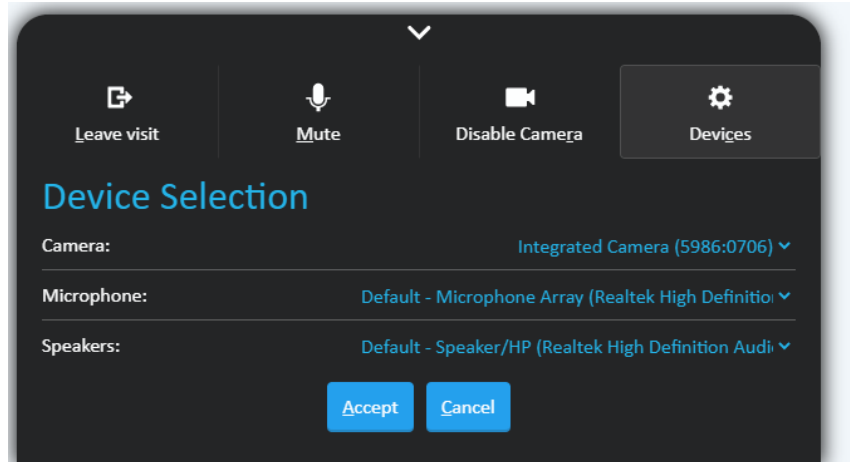 Leave visit
Mute
Disable Camera
Devices
Device Selection
Camera:
Integrated Camera (5986:0706)
Microphone:
Default - Microphone Array (Realtek High Definitio
Speakers:
Default - Speaker/HP (Realtek High Definition Audi
Accept
Cancel